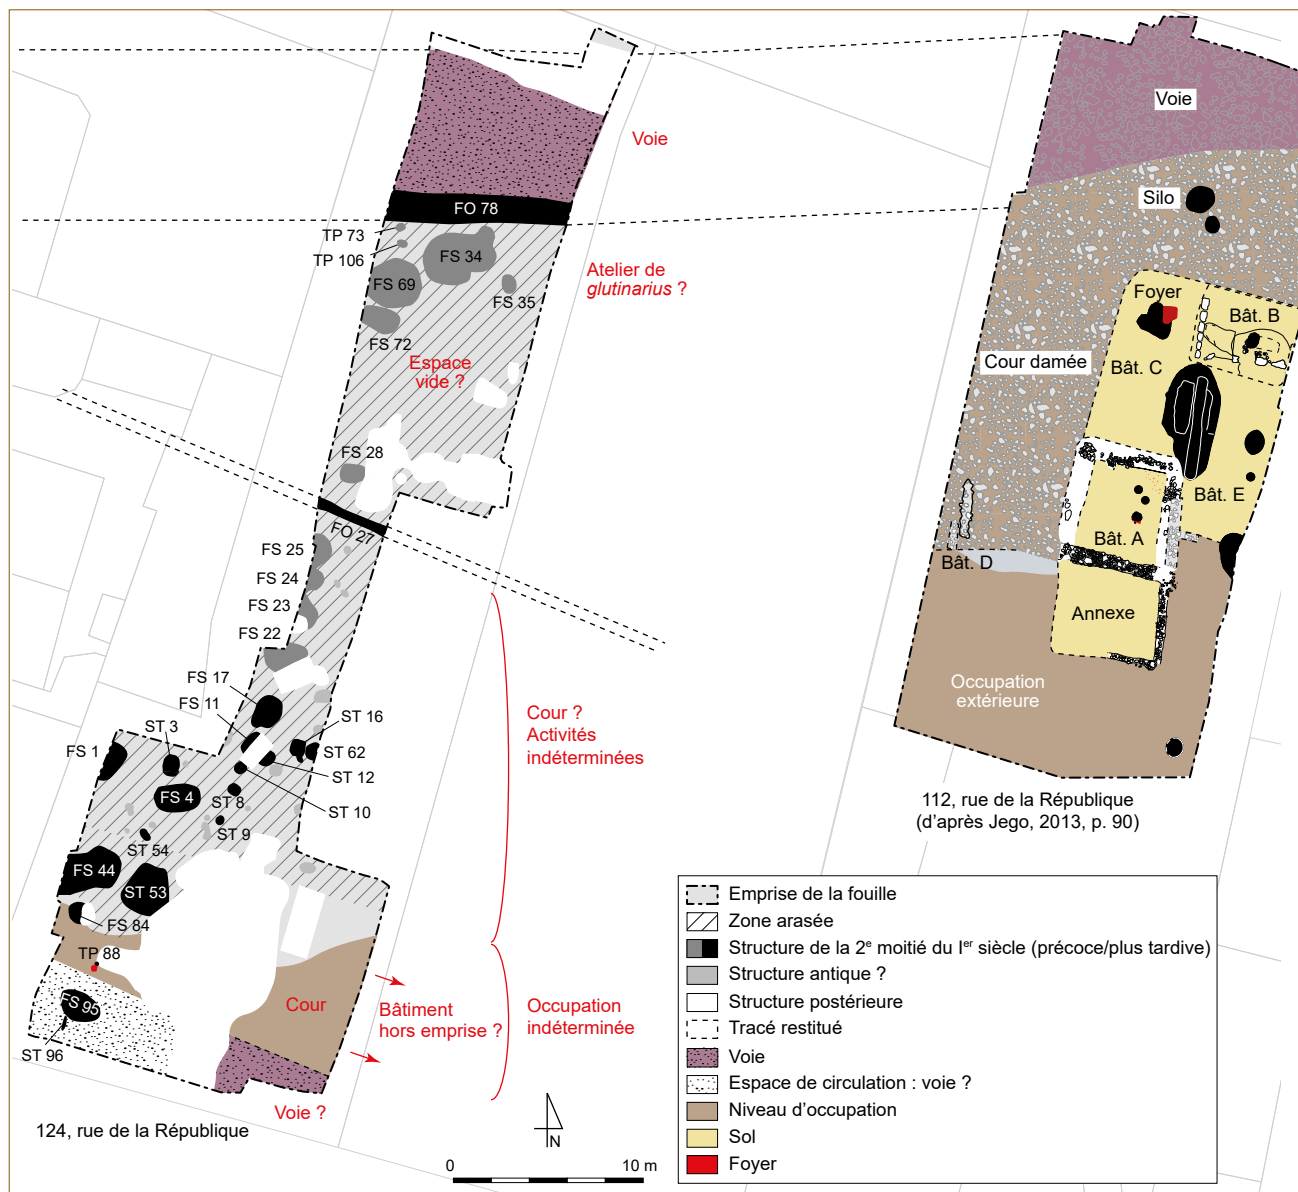 Voie
FO 78
TP 73
TP 106
FS 34
FS 69
FS 35
FS 72
Atelier de
glutinarius ?
Espace
vide ?
FS 28
FO 27
FS 25
FS 24
FS 23
FS 22
FS 17
FS 11
ST 3
FS 1
ST 16
ST 62
ST 12
ST 10
FS 4
ST 8
ST 9
ST 54
FS 44
ST 53
FS 84
TP 88
FS 95
ST 96
Cour ?
Activités
indéterminées
Cour
Bâtiment
hors emprise ?
Occupation
indéterminée
Voie ?
124, rue de la République
N
0
10 m
Voie
Silo
Foyer
Bât. B
Cour damée
Bât. C
Bât. E
Bât. A
Bât. D
Annexe
Occupation
extérieure
112, rue de la République
(d'après Jego, 2013, p. 90)
Emprise de la fouille
Zone arasée
Structure de la 2e moitié du Ier siècle (précoce/plus tardive)
Structure antique ?
Structure postérieure
Tracé restitué
Voie
Espace de circulation : voie ?
Niveau d'occupation
Sol
Foyer